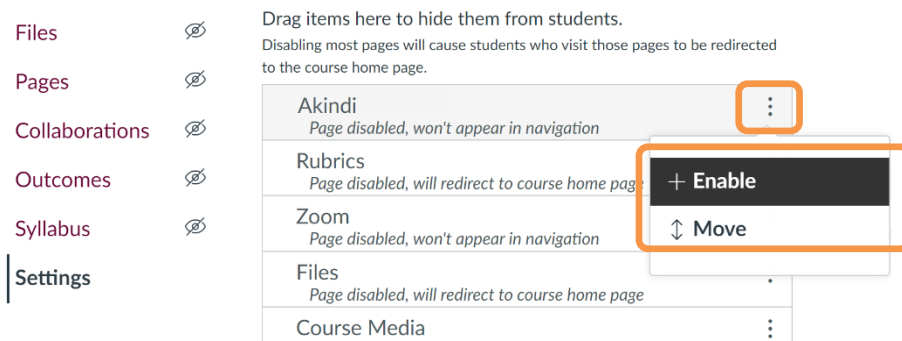 Files
Pages
Collaborations
Outcomes
Syllabus
Settings
Drag items here to hide them from students.
Disabling most pages will cause students who visit those pages to be redirected
to the course home page.
Akindi
Page disabled, won't appear in navigation
Rubrics
Page disabled, will redirect to course home page
Zoom
Page disabled, won't appear in navigation
Files
Page disabled, will redirect to course home page
Course Media
Enable
Move